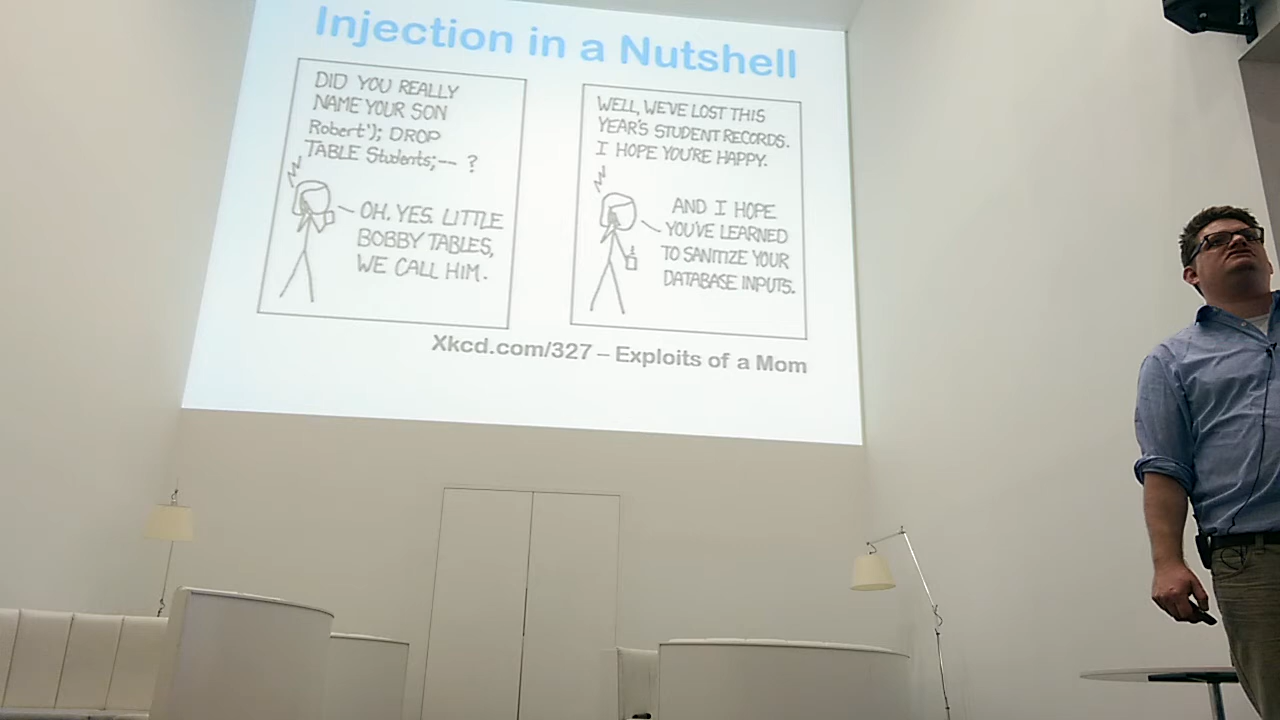 Injection in a Nutshell
DID YOU REALLY
NAME YOUR SON
Robert'); DROP
TABLE Students;-- ?
OH. YES. LITTLE
BOBBY TABLES,
WE CALL HIM.
WELL, WE'VE LOST THIS
YEAR'S STUDENT RECORDS.
I HOPE YOU'RE HAPPY.
AND I HOPE
YOU'VE LEARNED
TO SANITIZE YOUR
DATABASE INPUTS.
Xkcd.com/327 – Exploits of a Mom